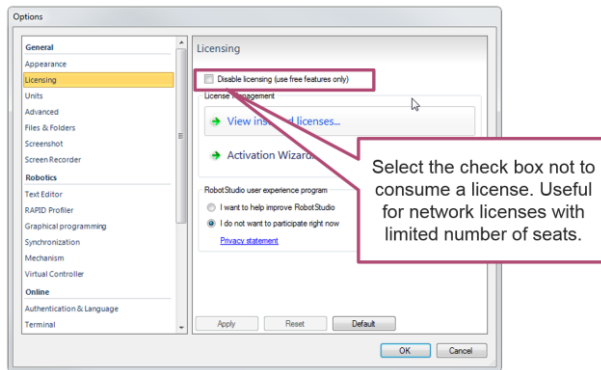 Options
General
Appearance
Licensing
Units
Advanced
Files & Folders
Screenshot
Screen Recorder
Robotics
Text Editor
RAPID Profiler
Graphical programming
Synchronization
Mechanism
Virtual Controller
Online
Authentication & Language
Terminal
Licensing
Disable licensing (use free features only)
License Management
View installed licenses...
Activation Wizard
RobotStudio user experience program
I want to help improve RobotStudio
I do not want to participate right now
Privacy statement
Apply Reset Default
OK Cancel
Select the check box not to
consume a license. Useful
for network licenses with
limited number of seats.